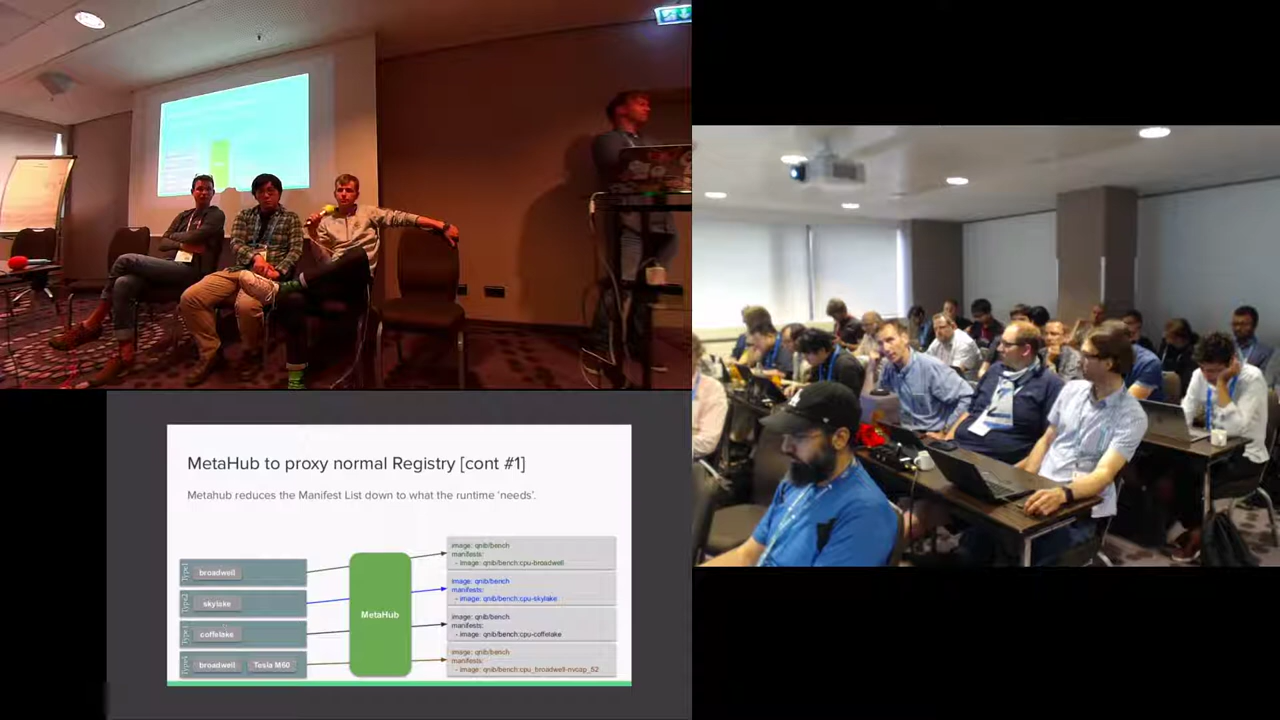 MetaHub to proxy normal Registry [cont #1]
Metahub reduces the Manifest List down to what the runtime 'needs'.
Type1
broadwell
Type2
skylake
coffelake
broadwell
Tesla M60
MetaHub
image: qnib/bench
manifests:
- image: qnib/bench:cpu-broadwell
image: qnib/bench
manifests:
- image: qnib/bench:cpu-skylake
image: qnib/bench
manifests:
- image: qnib/bench:cpu-coffelake
image: qnib/bench
manifests:
- image: qnib/bench:cpu_broadwell-nvcap_52